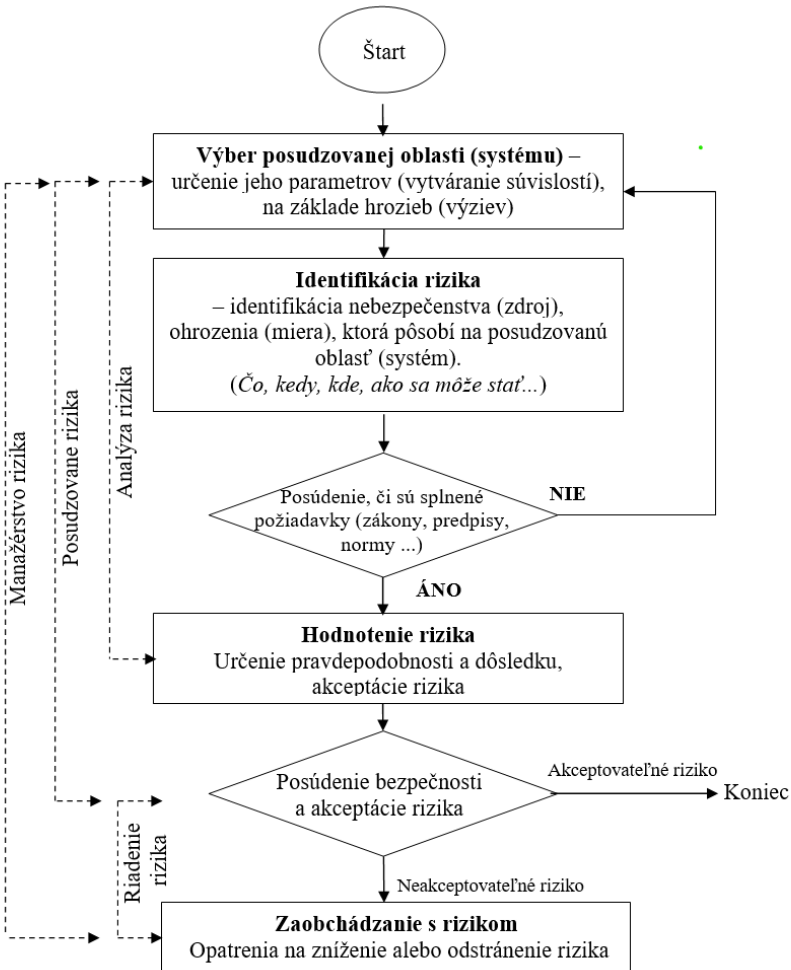 Štart
Výber posudzovanej oblasti (systému) –
určenie jeho parametrov (vytváranie súvislostí),
na základe hrozieb (výziev)
Identifikácia rizika
– identifikácia nebezpečenstva (zdroj),
ohrozenia (miera), ktorá pôsobí na posudzovanú
oblasť (systém).
(Čo, kedy, kde, ako sa môže stať...)
Posúdenie, či sú splnené
požiadavky (zákony, predpisy,
normy ...)
NIE
ÁNO
Hodnotenie rizika
Určenie pravdepodobnosti a dôsledku,
akceptácie rizika
Posúdenie bezpečnosti
a akceptácie rizika
Akceptovateľné riziko
Koniec
Neakceptovateľné riziko
Zaobchádzanie s rizikom
Opatrenia na zníženie alebo odstránenie rizika
Manažérstvo rizika
Posudzovane rizika
Analýza rizika
Riadenie
rizika